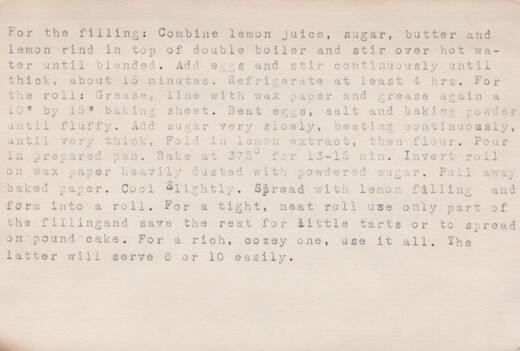 For the filling: Combine lemon juice, sugar, butter and
lemon rind in top of double boiler and stir over hot wa-
ter until blended. Add eggs and stir continuously until
thick, about 15 minutes. Refrigerate at least 4 hrs. For
the roll: Grease, line with wax paper and grease again a
10" by 15" baking sheet. Beat eggs, salt and baking powder
until fluffy. Add sugar very slowly, beating continuously,
until very thick, Fold in lemon extract, then flour. Pour
in prepared pan. Bake at 375° for 13-15 min. Invert roll
on wax paper heavily dusted with powdered sugar. Pull away
baked paper. Cool Slightly. Spread with lemon filling and
form into a roll. For a tight, neat roll use only part of
the fillingand save the rest for little tarts or to spread
on pound cake. For a rich, oozey one, use it all. The
latter will serve 8 or 10 easily.